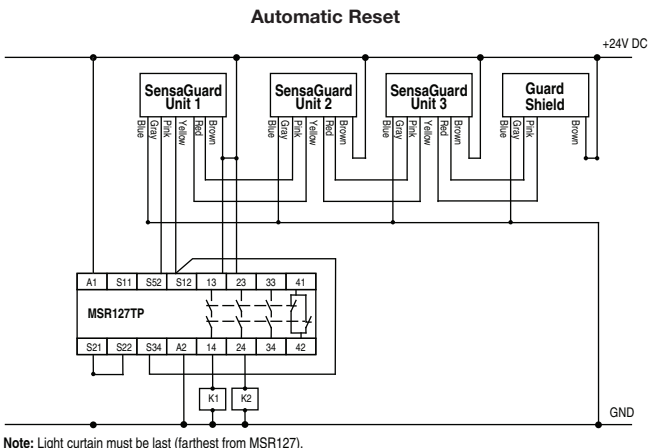 Automatic Reset
+24V DC
SensaGuard
Unit 1
SensaGuard
Unit 2
SensaGuard
Unit 3
Guard
Shield
Blue
Gray
Pink
Yellow
Red
Brown
Blue
Gray
Pink
Red
Yellow
Brown
Blue
Gray
Pink
Yellow
Red
Brown
Blue
Gray
Pink
Brown
A1 S11 S52 S12 13 23 33 41
MSR127TP
S21 S22 S34 A2 14 24 34 42
K1 K2
GND
Note: Light curtain must be last (farthest from MSR127).